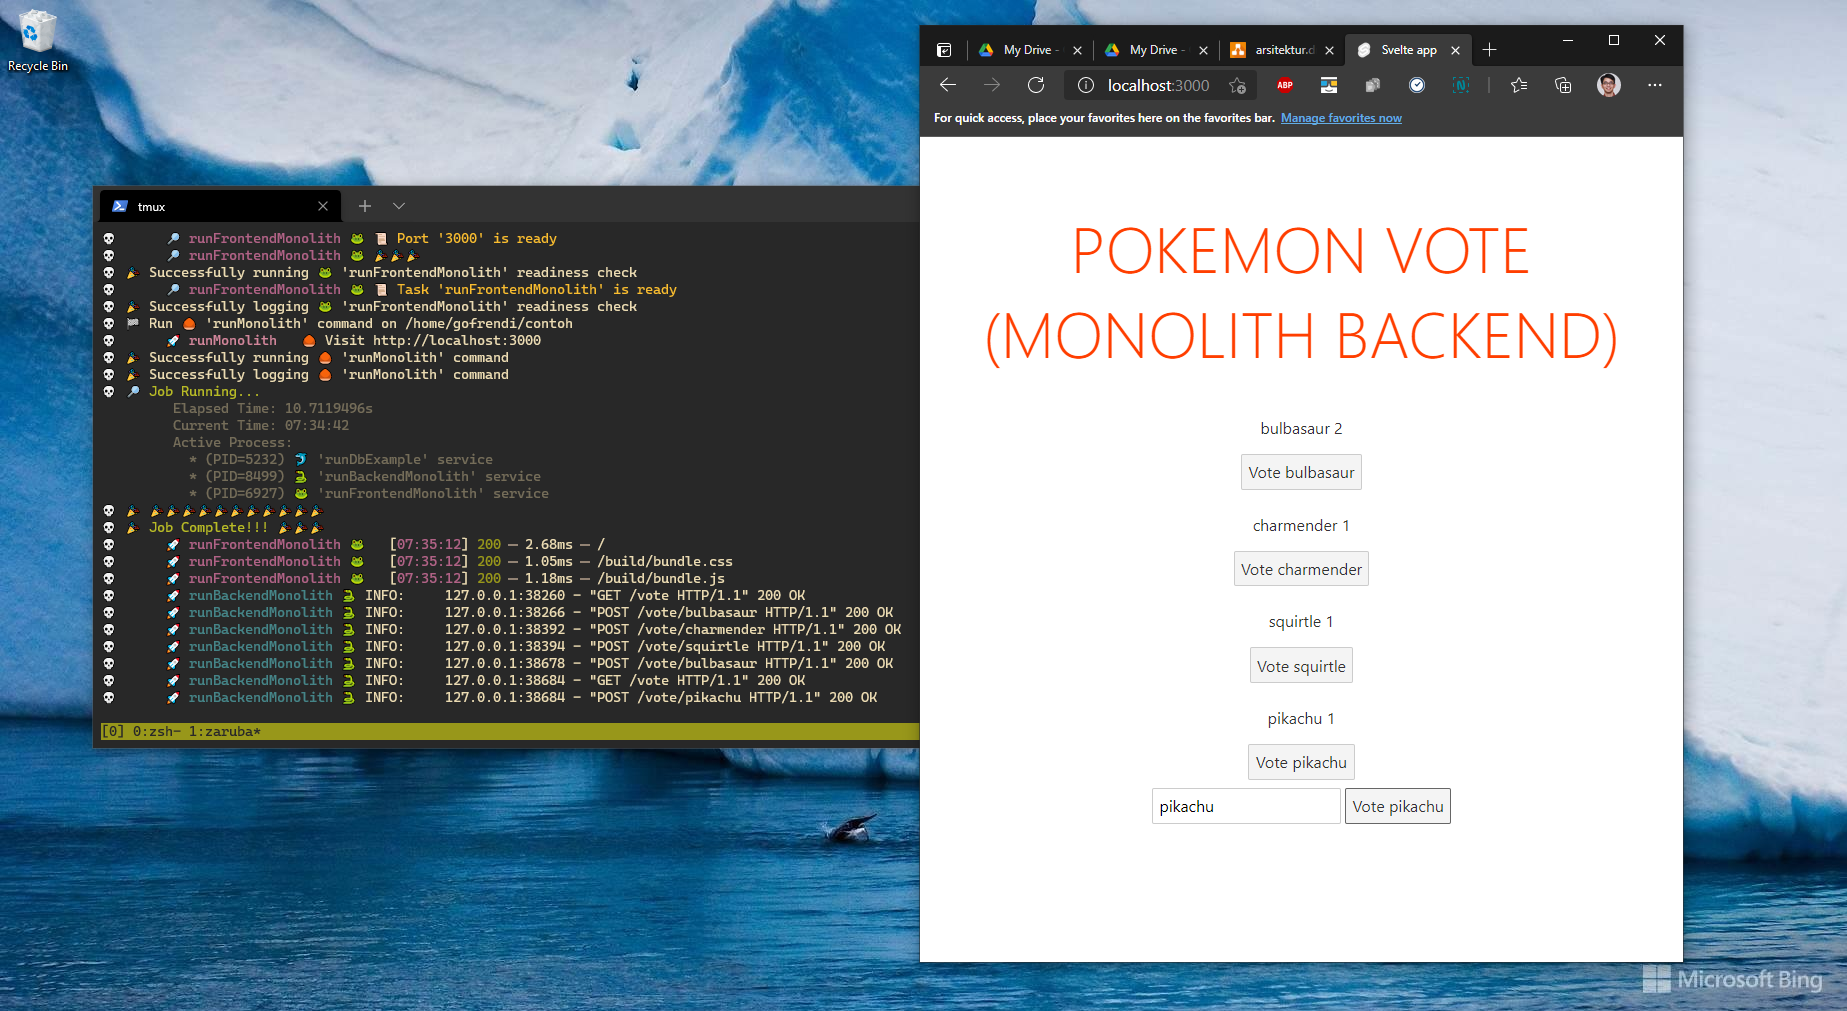 Recycle Bin
tmux
runFrontendMonolith Port '3000' is ready
runFrontendMonolith
Successfully running 'runFrontendMonolith' readiness check
runFrontendMonolith Task 'runFrontendMonolith' is ready
Successfully logging 'runFrontendMonolith' readiness check
Run 'runMonolith' command on /home/gofrendi/contoh
runMonolith Visit http://localhost:3000
Successfully running 'runMonolith' command
Successfully logging 'runMonolith' command
Job Running...
Elapsed Time: 10.7119496s
Current Time: 07:34:42
Active Process:
* (PID=5232) 'runDbExample' service
* (PID=8499) 'runBackendMonolith' service
* (PID=6927) 'runFrontendMonolith' service
Job Complete!!!
runFrontendMonolith [07:35:12] 200 — 2.68ms — /
runFrontendMonolith [07:35:12] 200 — 1.05ms — /build/bundle.css
runFrontendMonolith [07:35:12] 200 — 1.18ms — /build/bundle.js
runBackendMonolith INFO: 127.0.0.1:38260 - "GET /vote HTTP/1.1" 200 OK
runBackendMonolith INFO: 127.0.0.1:38266 - "POST /vote/bulbasaur HTTP/1.1" 200 OK
runBackendMonolith INFO: 127.0.0.1:38392 - "POST /vote/charmender HTTP/1.1" 200 OK
runBackendMonolith INFO: 127.0.0.1:38394 - "POST /vote/squirtle HTTP/1.1" 200 OK
runBackendMonolith INFO: 127.0.0.1:38678 - "POST /vote/bulbasaur HTTP/1.1" 200 OK
runBackendMonolith INFO: 127.0.0.1:38684 - "GET /vote HTTP/1.1" 200 OK
runBackendMonolith INFO: 127.0.0.1:38684 - "POST /vote/pikachu HTTP/1.1" 200 OK
[0] 0:zsh- 1:zaruba*
My Drive - My Drive - arsitektur.d Svelte app
localhost:3000 ABP N
For quick access, place your favorites here on the favorites bar. Manage favorites now
POKEMON VOTE
(MONOLITH BACKEND)
bulbasaur 2
Vote bulbasaur
charmender 1
Vote charmender
squirtle 1
Vote squirtle
pikachu 1
Vote pikachu
pikachu Vote pikachu
Microsoft Bing